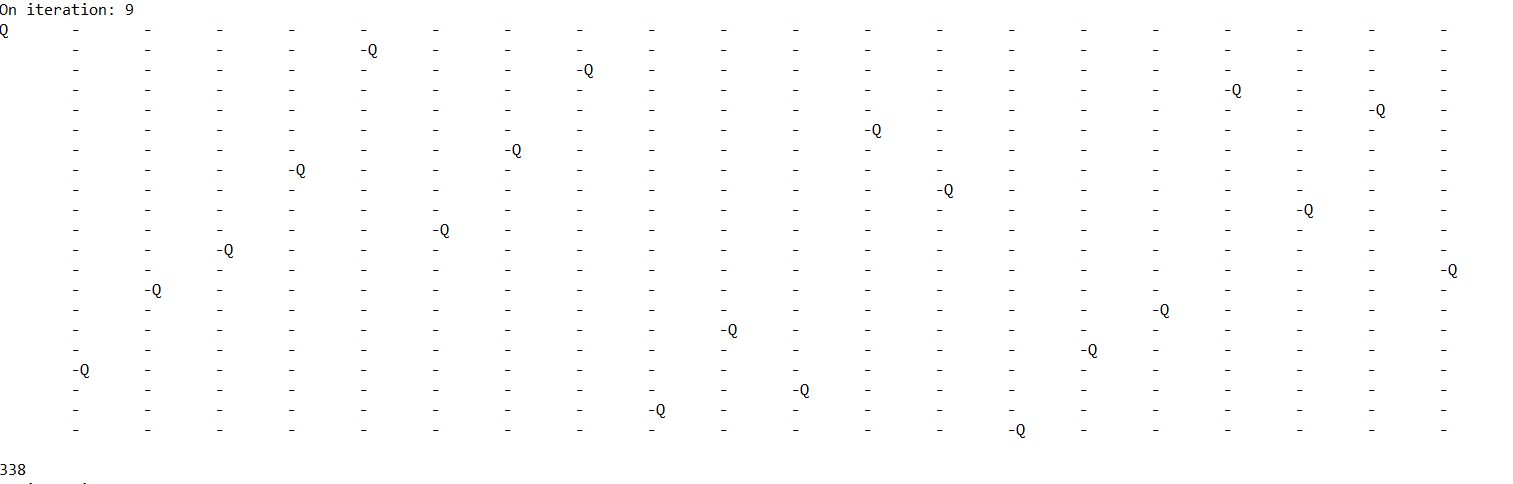 On iteration: 9
Q - - - - - - - - - - - - - - - - - - - -
- - - - -Q - - - - - - - - - - - - - - -
- - - - - - - -Q - - - - - - - - - - - -
- - - - - - - - - - - - - - - - -Q - - -
- - - - - - - - - - - - - - - - - - -Q -
- - - - - - - - - - - -Q - - - - - - - -
- - - - - - -Q - - - - - - - - - - - - -
- - - -Q - - - - - - - - - - - - - - - -
- - - - - - - - - - - - -Q - - - - - - -
- - - - - - - - - - - - - - - - - -Q - -
- - - - - -Q - - - - - - - - - - - - - -
- - -Q - - - - - - - - - - - - - - - - -
- - - - - - - - - - - - - - - - - - - -Q
- -Q - - - - - - - - - - - - - - - - - -
- - - - - - - - - - - - - - - -Q - - - -
- - - - - - - - - -Q - - - - - - - - - -
- - - - - - - - - - - - - - -Q - - - - -
-Q - - - - - - - - - - - - - - - - - - -
- - - - - - - - - - -Q - - - - - - - - -
- - - - - - - - -Q - - - - - - - - - - -
- - - - - - - - - - - - - -Q - - - - - -
338